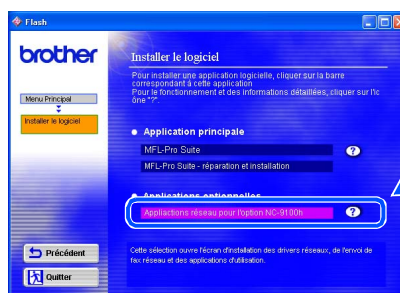 Flash
brother
Installer le logiciel
Pour installer une application logicielle, cliquer sur la barre
correspondant à cette application
Pour le fonctionnement et des informations détaillées, cliquer sur l'ic
ône "?".
Menu Principal
Installer le logiciel
Application principale
MFL-Pro Suite
?
MFL-Pro Suite - réparation et installation
Applications optionnelles
Appliactions réseau pour l'option NC-9100h
?
Cette sélection ouvre l'écran d'installation des drivers réseaux, de l'envoi de
fax réseau et des applications d'utilisation.
Précédent
Quitter